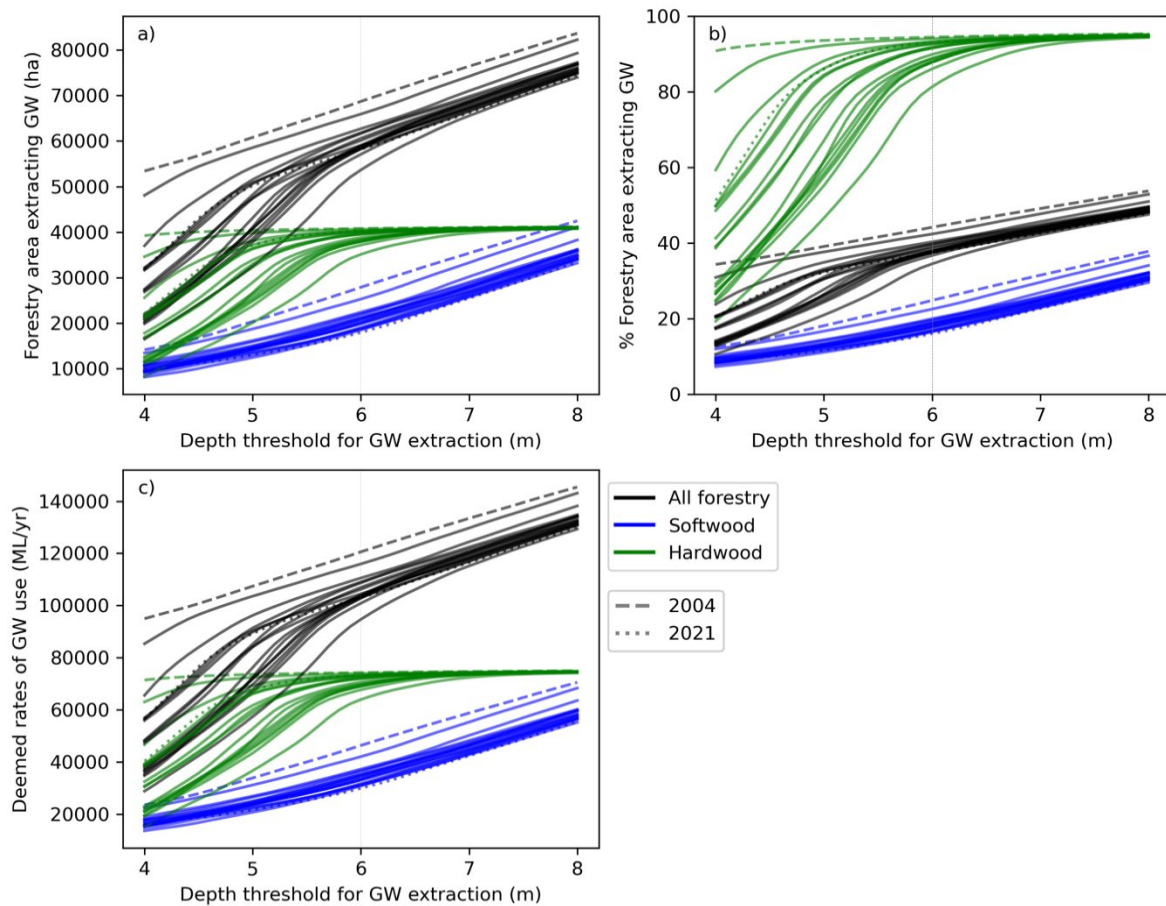 a)
Forestry area extracting GW (ha)
80000
70000
60000
50000
40000
30000
20000
10000
4 5 6 7 8
Depth threshold for GW extraction (m)
b)
% Forestry area extracting GW
100
80
60
40
20
0
4 5 6 7 8
Depth threshold for GW extraction (m)
c)
Deemed rates of GW use (ML/yr)
140000
120000
100000
80000
60000
40000
20000
4 5 6 7 8
Depth threshold for GW extraction (m)
All forestry
Softwood
Hardwood
2004
2021